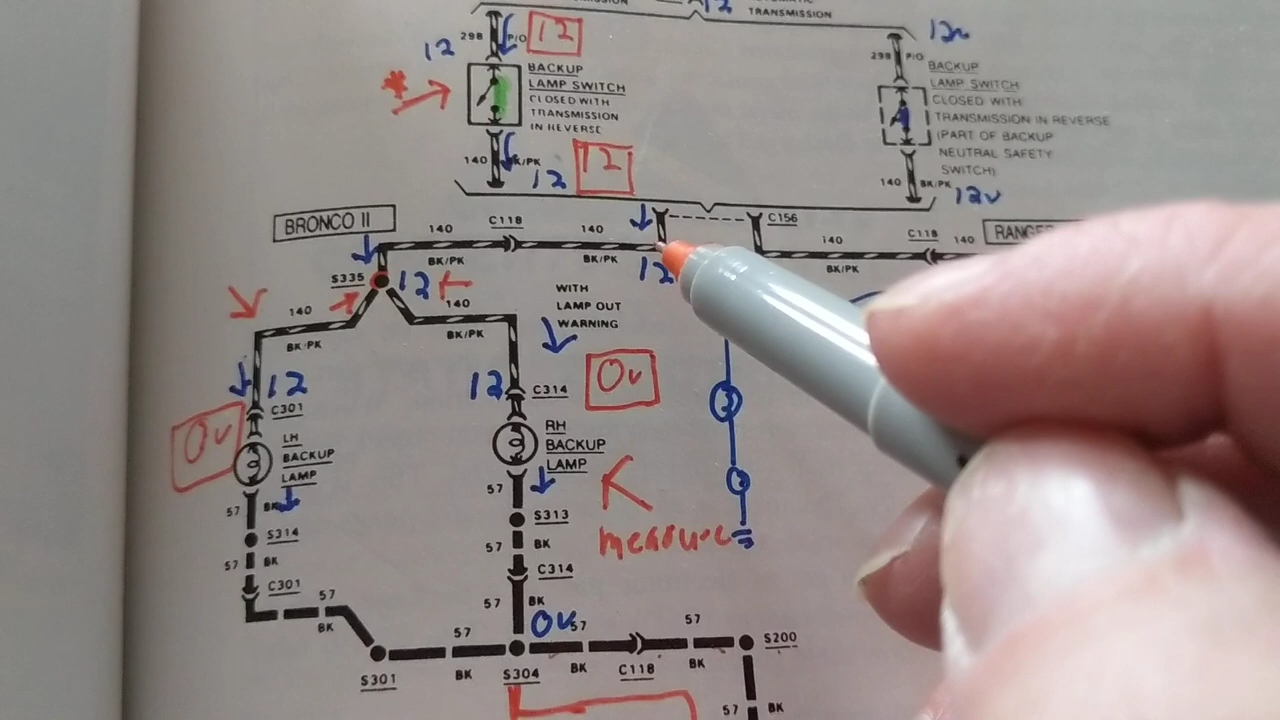 12
TRANSMISSION
12
298
P/O
12
BACKUP
LAMP SWITCH
CLOSED WITH
TRANSMISSION
IN REVERSE
12v
298
P/O
BACKUP
LAMP SWITCH
CLOSED WITH
TRANSMISSION IN REVERSE
(PART OF BACKUP
NEUTRAL SAFETY
SWITCH)
140
BK/PK
12
12
140
BK/PK
12v
BRONCO II
140
C118
140
C156
140
C118
140
BK/PK
BK/PK
12
BK/PK
S335
12
140
BK/PK
140
BK/PK
WITH
LAMP OUT
WARNING
12
C301
12
C314
0v
0v
LH
BACKUP
LAMP
RH
BACKUP
LAMP
57
BK
S314
57
BK
C301
57
S313
57
BK
C314
measure
57
BK
57
BK
0v
57
57
57
S200
S301
BK
S304
BK
C118
BK
57
BK